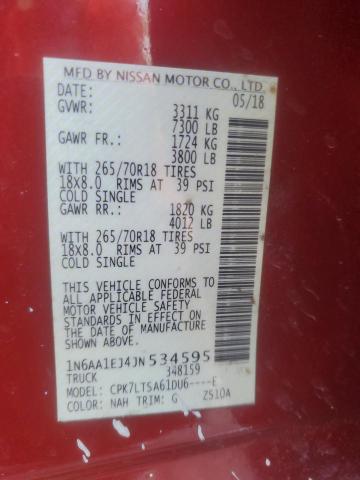 MFD BY NISSAN MOTOR CO., LTD
DATE: 05/18
GVWR: 3311 KG
7300 LB
GAWR FR.: 1724 KG
3800 LB
WITH 265/70R18 TIRES
18X8.0 RIMS AT 39 PSI
COLD SINGLE
GAWR RR.: 1820 KG
4012 LB
WITH 265/70R18 TIRES
18X8.0 RIMS AT 39 PSI
COLD SINGLE
THIS VEHICLE CONFORMS TO
ALL APPLICABLE FEDERAL
MOTOR VEHICLE SAFETY
STANDARDS IN EFFECT ON
THE DATE OF MANUFACTURE
SHOWN ABOVE.
1N6AA1EJ4JN534595
TRUCK 348159
MODEL: CPK7LTSA61DU6----E
COLOR: NAH TRIM: G Z510A